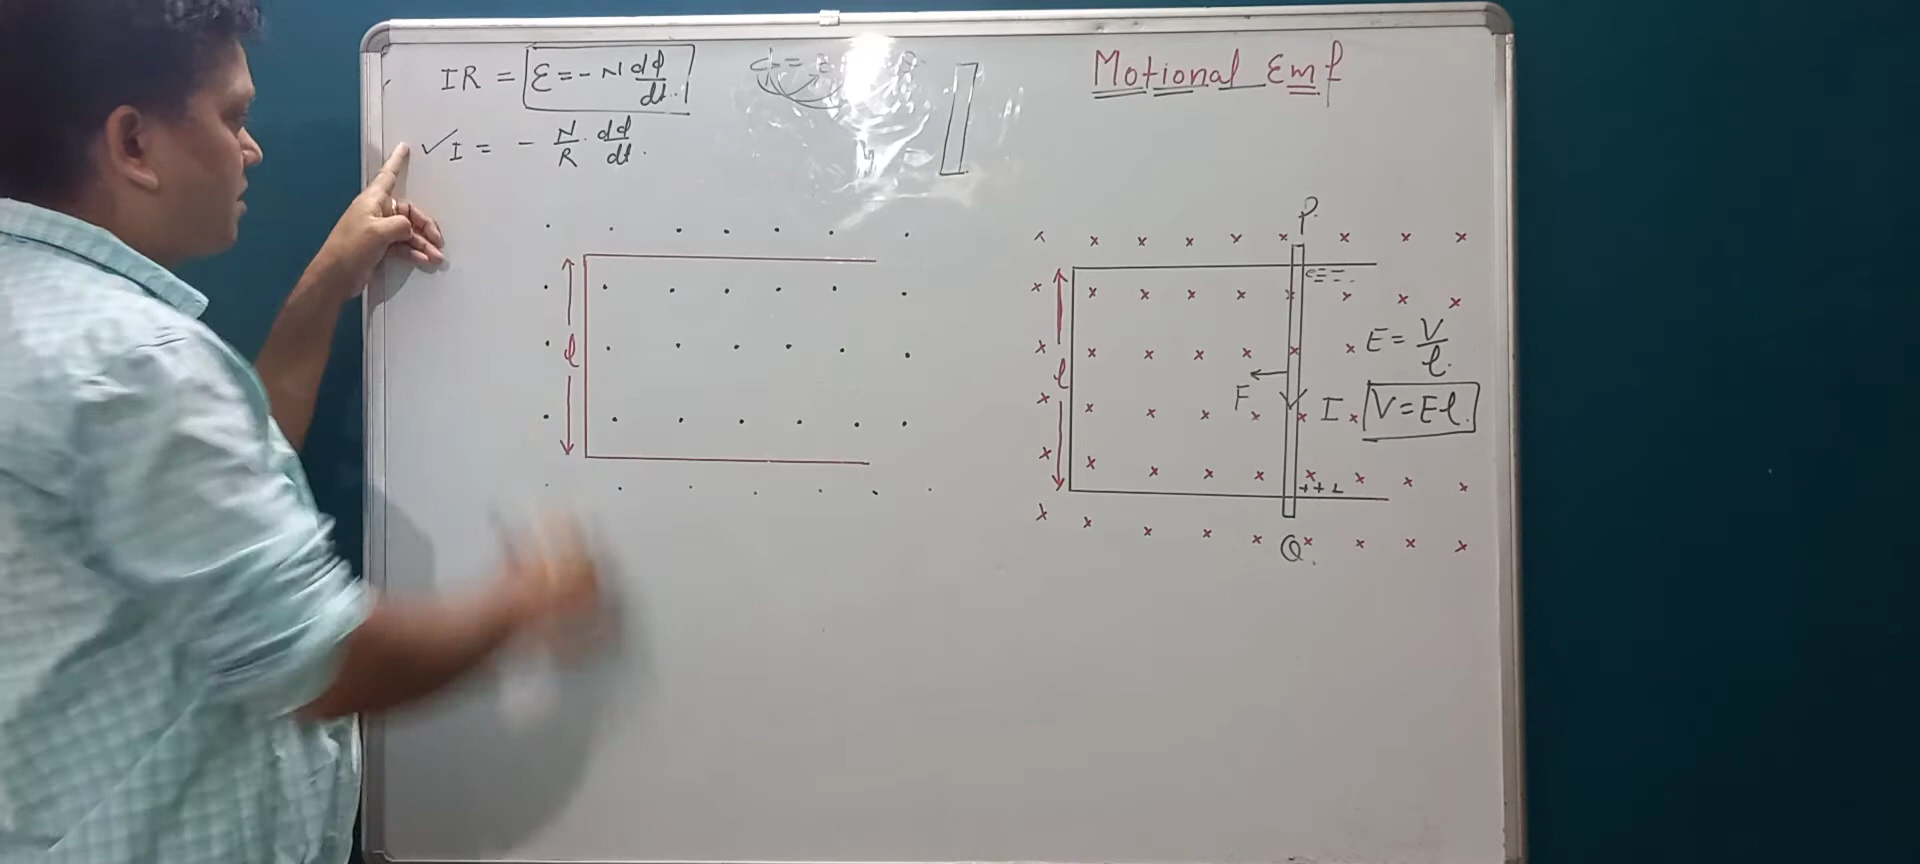 IR = ε = - N dφ/dt.
✓ I = - N/R . dφ/dt.
Motional Emf
l
P.
E = V/l.
F
I
V = El.
l
+ + +
Q.